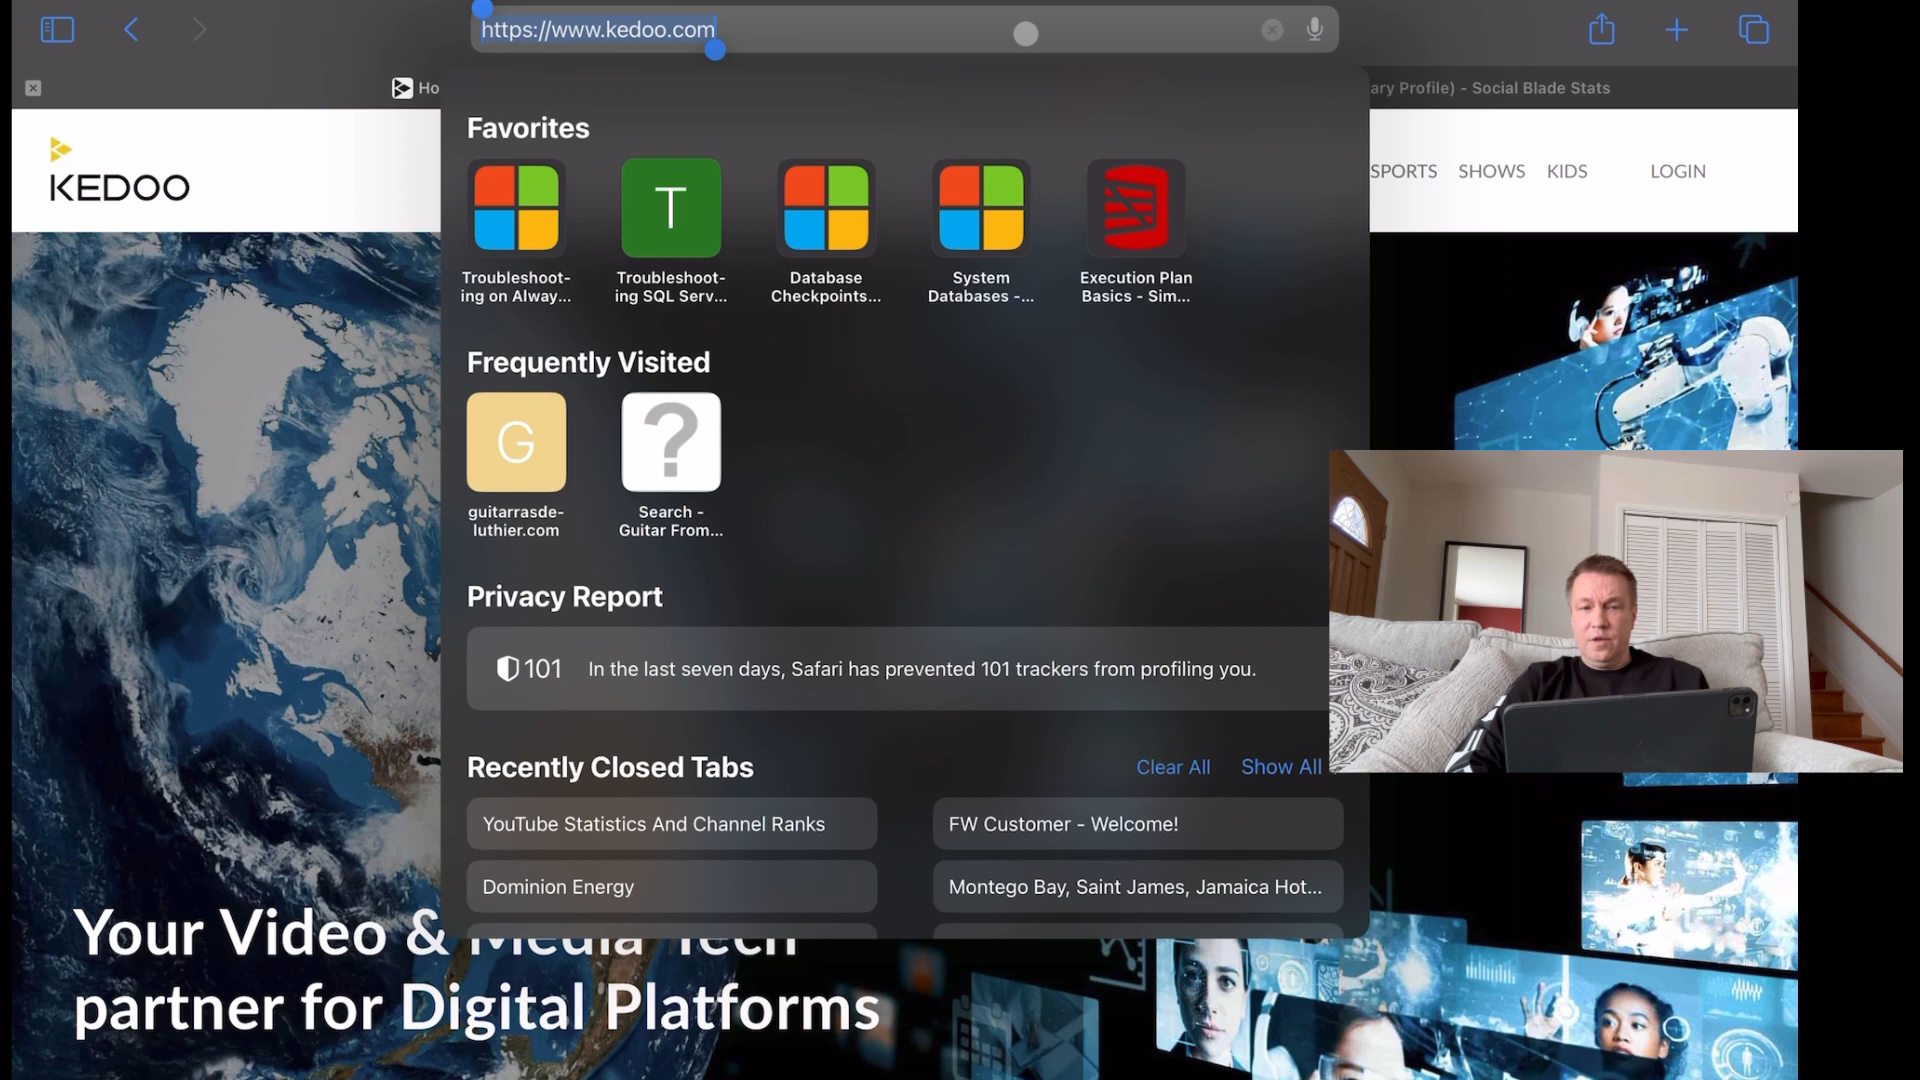 https://www.kedoo.com
Ho
ary Profile) - Social Blade Stats
KEDOO
SPORTS SHOWS KIDS LOGIN
Favorites
Troubleshoot-
ing on Alway...
Troubleshoot-
ing SQL Serv...
Database
Checkpoints...
System
Databases -...
Execution Plan
Basics - Sim...
T
Frequently Visited
G
?
guitarrasde-
luthier.com
Search -
Guitar From...
Privacy Report
101 In the last seven days, Safari has prevented 101 trackers from profiling you.
Recently Closed Tabs Clear All Show All
YouTube Statistics And Channel Ranks
FW Customer - Welcome!
Dominion Energy
Montego Bay, Saint James, Jamaica Hot...
Your Video & Media Tech
partner for Digital Platforms